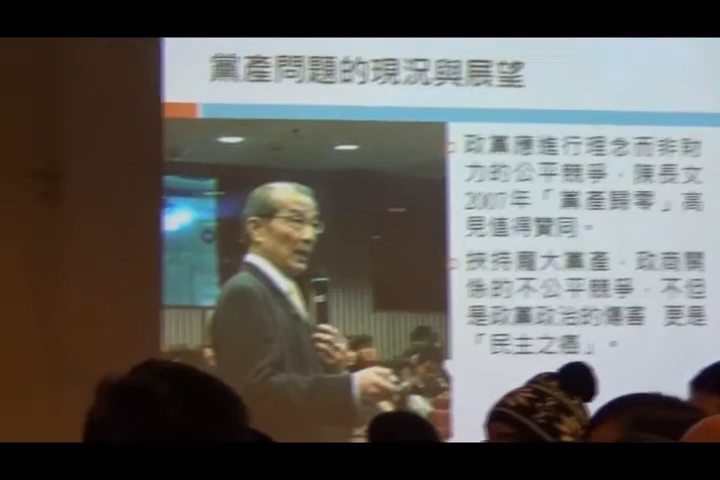 黨產問題的現況與展望
政黨應進行理念而非財
力的公平競爭，陳長文
2007年「黨產歸零」高
見值得贊同。
挾持龐大黨產，政商關
係的不公平競爭，不但
是政黨政治的傷害，更是
「民主之癌」。